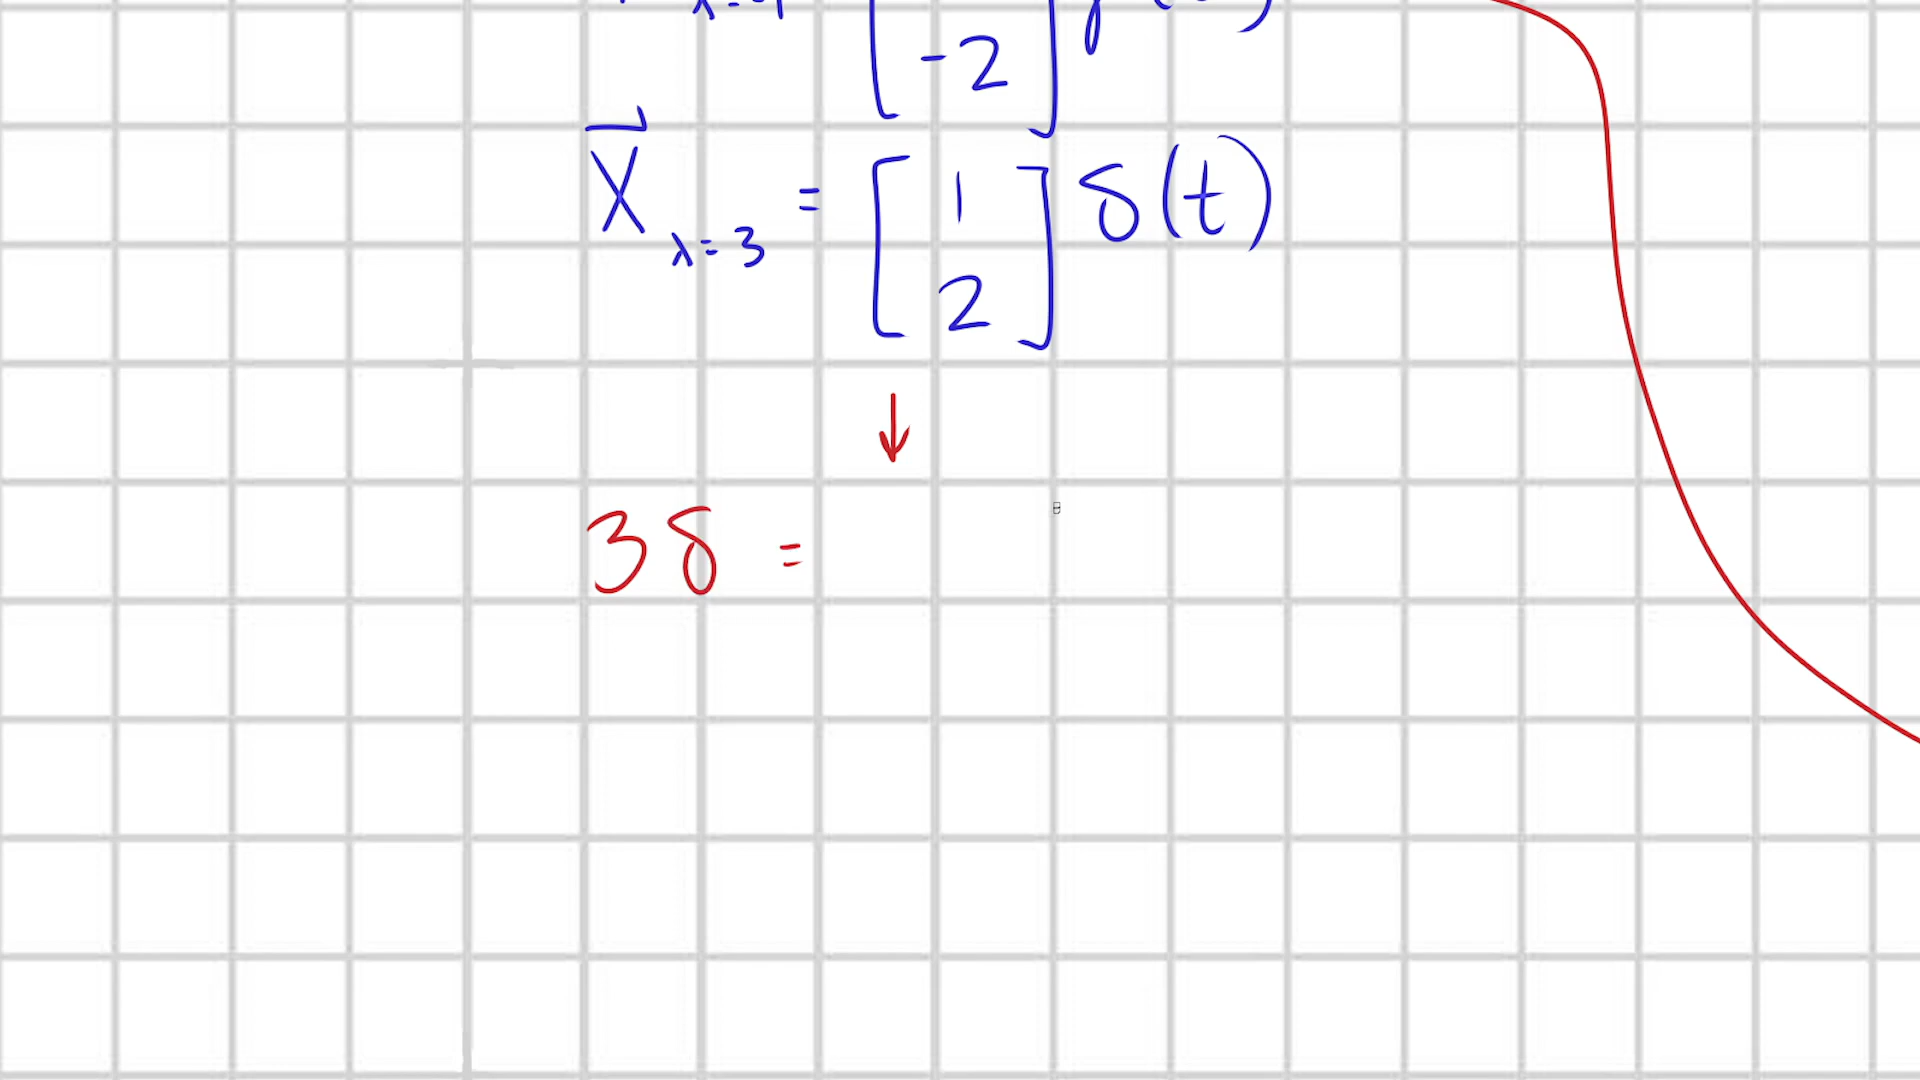 -2
X⃗ λ=3 = [1 2] δ(t)
3δ =